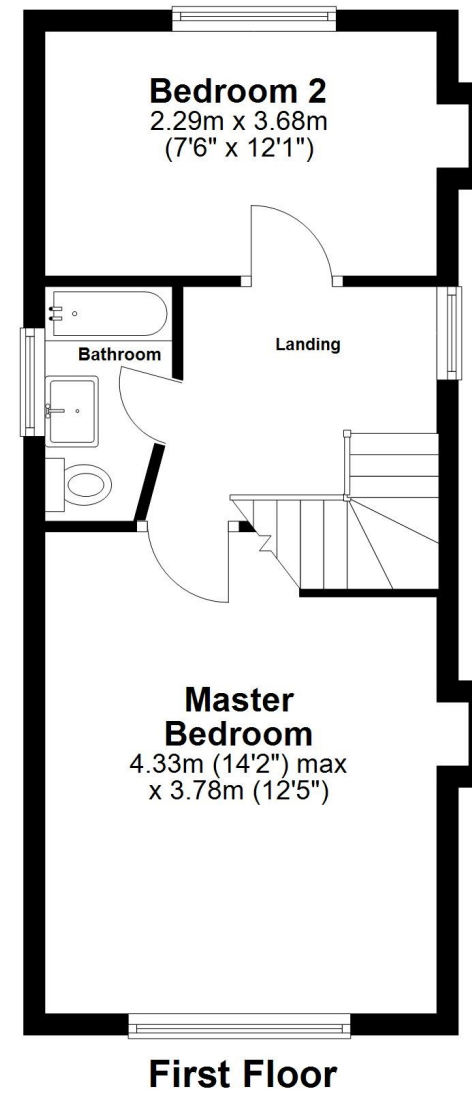 Bedroom 2
2.29m x 3.68m
(7'6" x 12'1")
Bathroom
Landing
Master
Bedroom
4.33m (14'2") max
x 3.78m (12'5")
First Floor